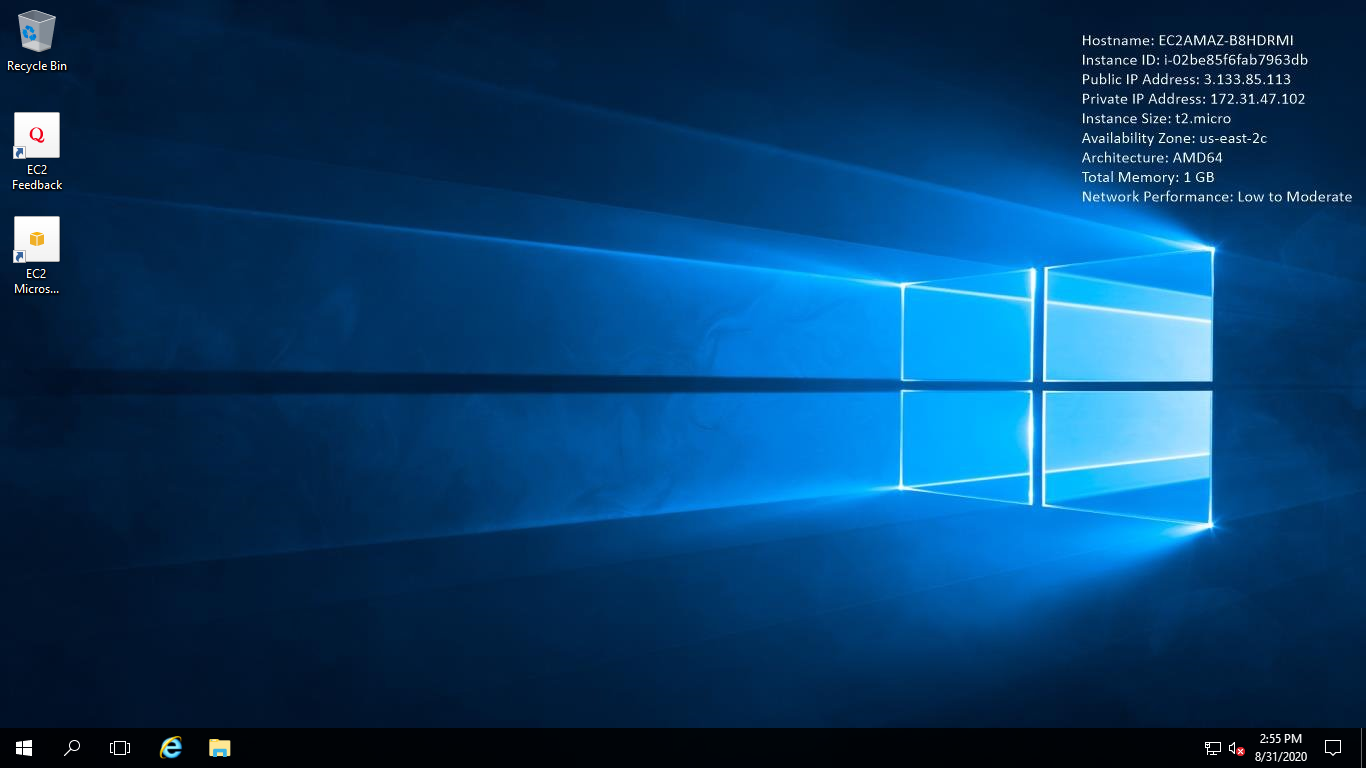 Recycle Bin
Q
EC2
Feedback
EC2
Micros...
Hostname: EC2AMAZ-B8HDRMI
Instance ID: i-02be85f6fab7963db
Public IP Address: 3.133.85.113
Private IP Address: 172.31.47.102
Instance Size: t2.micro
Availability Zone: us-east-2c
Architecture: AMD64
Total Memory: 1 GB
Network Performance: Low to Moderate
2:55 PM
8/31/2020